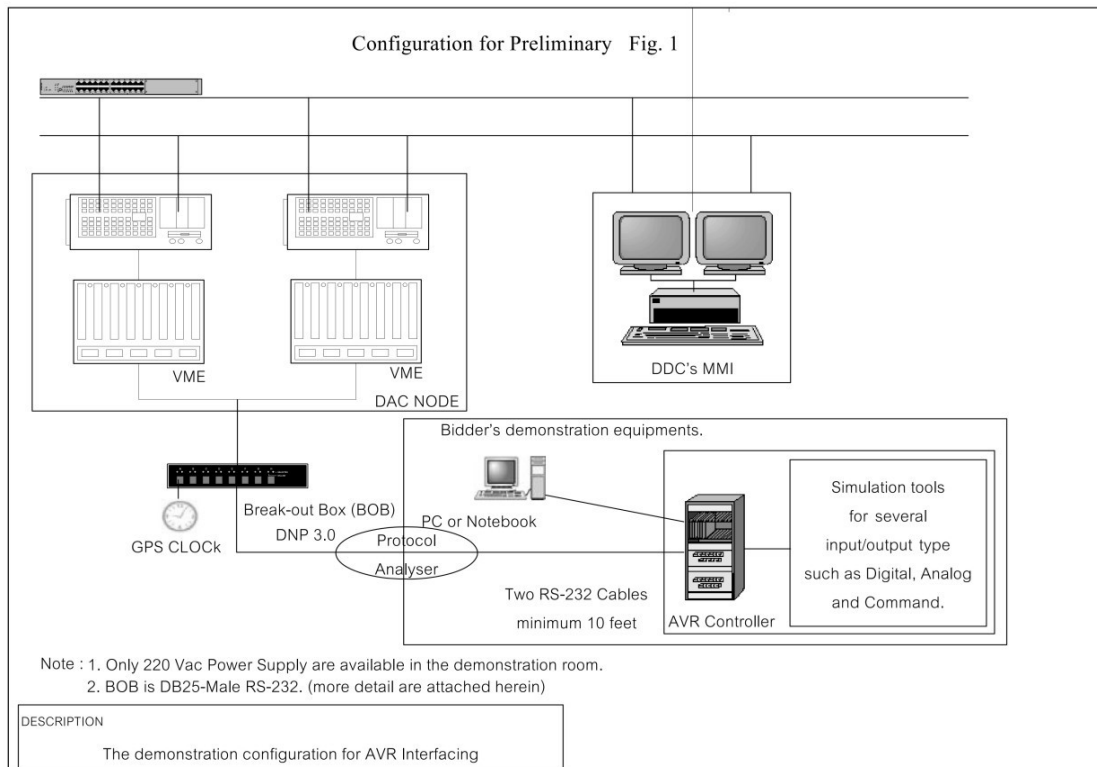 Configuration for Preliminary Fig. 1
VME
VME
DAC NODE
DDC's MMI
Bidder's demonstration equipments.
GPS CLOCk
Break-out Box (BOB)
DNP 3.0
PC or Notebook
Protocol
Analyser
Two RS-232 Cables
minimum 10 feet
AVR Controller
Simulation tools
for several
input/output type
such as Digital, Analog
and Command.
Note : 1. Only 220 Vac Power Supply are available in the demonstration room.
2. BOB is DB25-Male RS-232. (more detail are attached herein)
DESCRIPTION
The demonstration configuration for AVR Interfacing